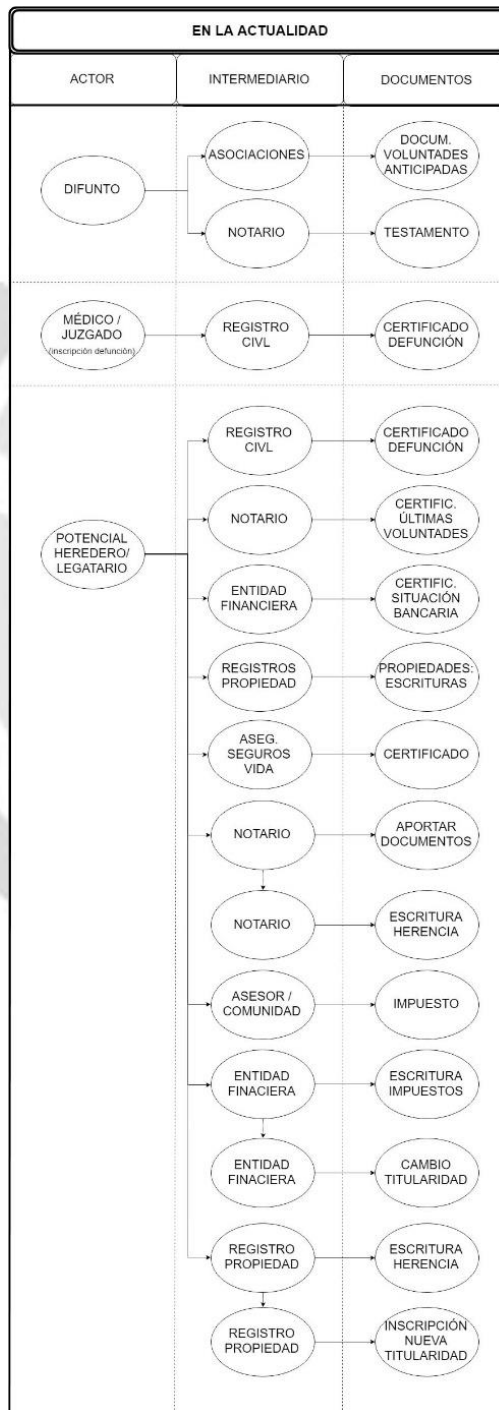 EN LA ACTUALIDAD
ACTOR
INTERMEDIARIO
DOCUMENTOS
DIFUNTO
ASOCIACIONES
DOCUM.
VOLUNTADES
ANTICIPADAS
NOTARIO
TESTAMENTO
MÉDICO /
JUZGADO
(inscripción defunción)
REGISTRO
CIVL
CERTIFICADO
DEFUNCIÓN
POTENCIAL
HEREDERO/
LEGATARIO
REGISTRO
CIVL
CERTIFICADO
DEFUNCIÓN
NOTARIO
CERTIFIC.
ÚLTIMAS
VOLUNTADES
ENTIDAD
FINANCIERA
CERTIFIC.
SITUACIÓN
BANCARIA
REGISTROS
PROPIEDAD
PROPIEDADES:
ESCRITURAS
ASEG.
SEGUROS
VIDA
CERTIFICADO
NOTARIO
APORTAR
DOCUMENTOS
NOTARIO
ESCRITURA
HERENCIA
ASESOR /
COMUNIDAD
IMPUESTO
ENTIDAD
FINACIERA
ESCRITURA
IMPUESTOS
ENTIDAD
FINACIERA
CAMBIO
TITULARIDAD
REGISTRO
PROPIEDAD
ESCRITURA
HERENCIA
REGISTRO
PROPIEDAD
INSCRIPCIÓN
NUEVA
TITULARIDAD